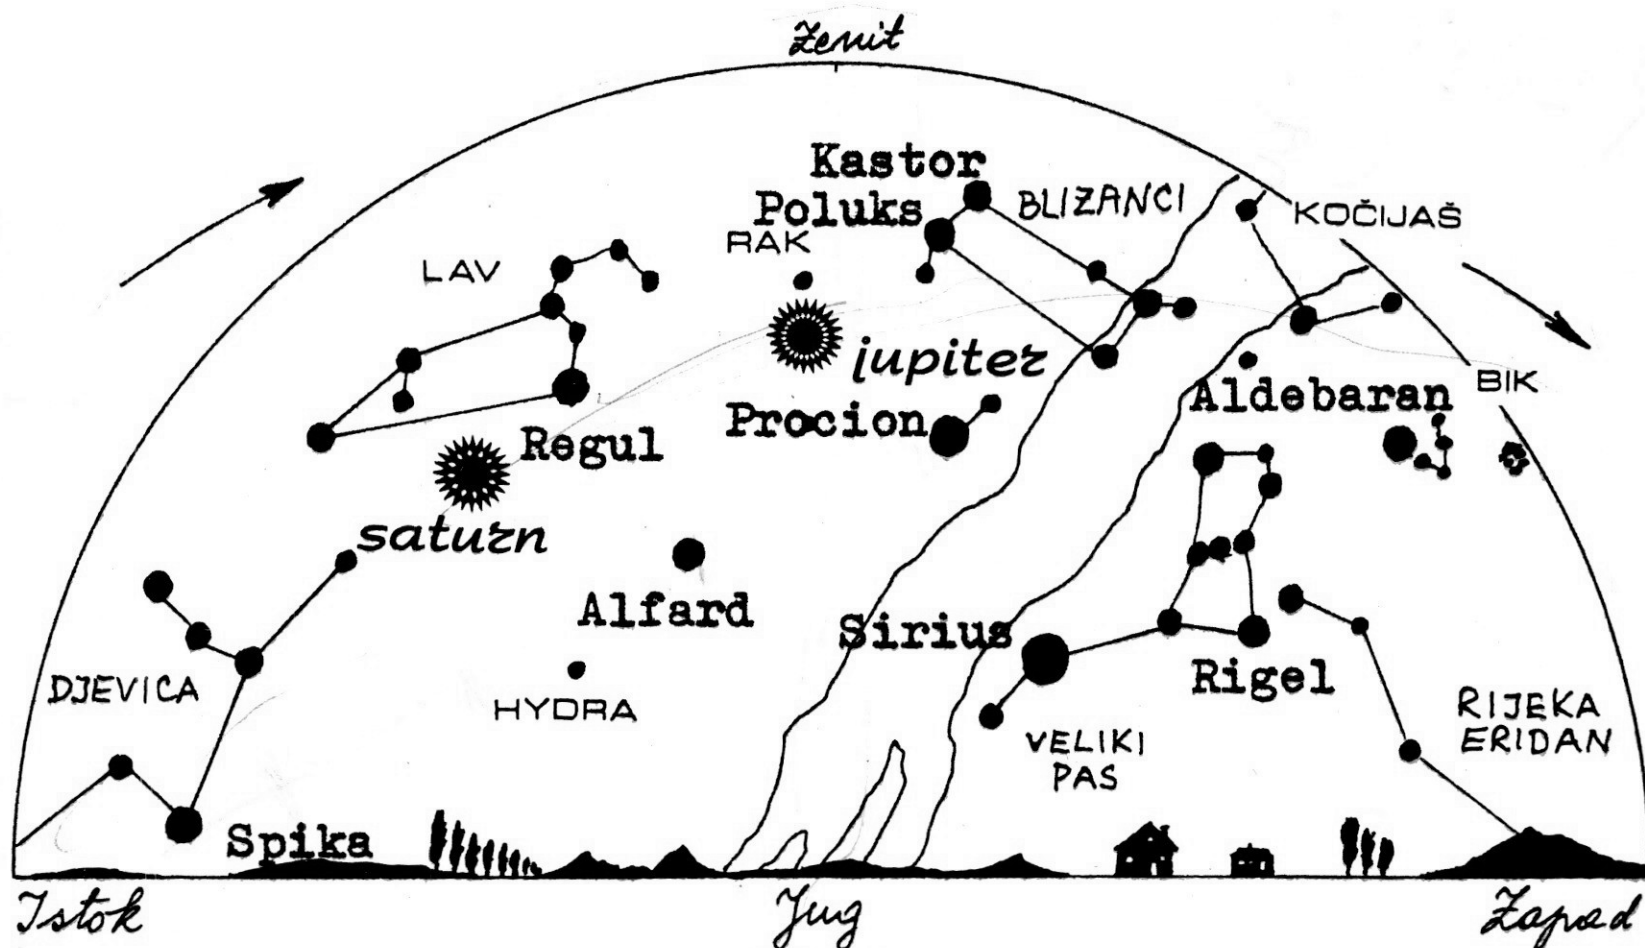 Zenit
Kastor
Poluks
BLIZANCI
KOČIJAŠ
RAK
LAV
jupiter
BIK
Aldebaran
Procion
Regul
saturn
Alfard
Sirius
Rigel
DJEVICA
HYDRA
VELIKI
PAS
RIJEKA
ERIDAN
Spika
Istok
Jug
Zapad